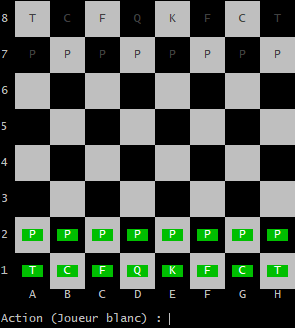 8 T C F Q K F C T
7 P P P P P P P P
6
5
4
3
2 P P P P P P P P
1 T C F Q K F C T
A B C D E F G H
Action (Joueur blanc) :